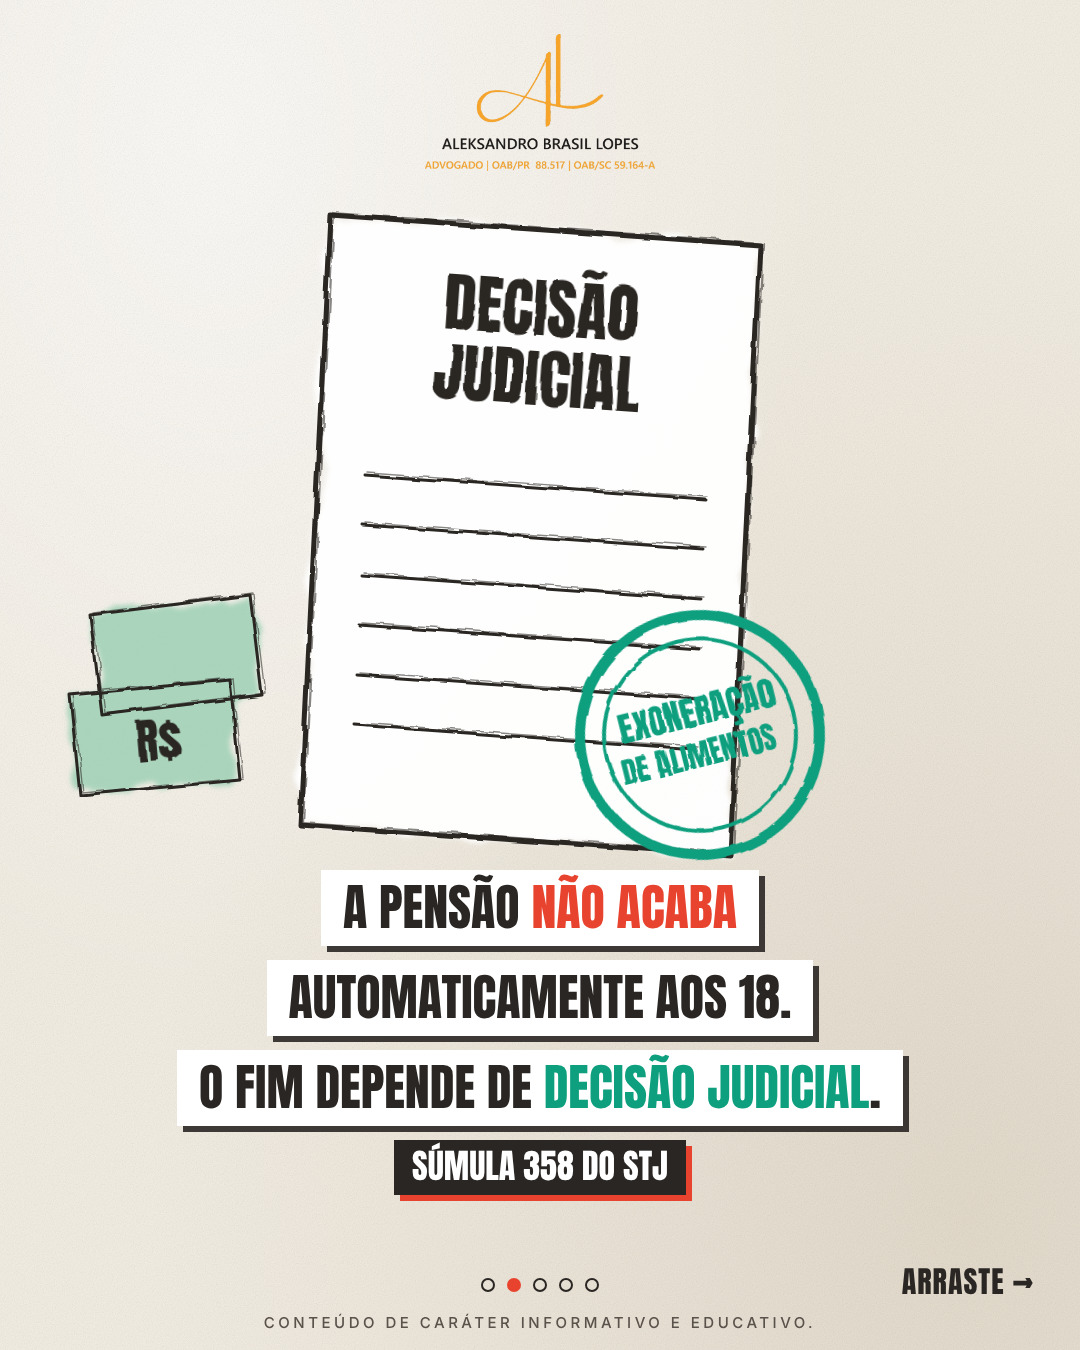 AL
ALEKSANDRO BRASIL LOPES
ADVOGADO | OAB/PR 88.517 | OAB/SC 59.164-A
DECISÃO
JUDICIAL
R$
EXONERAÇÃO
DE ALIMENTOS
A PENSÃO NÃO ACABA
AUTOMATICAMENTE AOS 18.
O FIM DEPENDE DE DECISÃO JUDICIAL.
SÚMULA 358 DO STJ
ARRASTE →
CONTEÚDO DE CARÁTER INFORMATIVO E EDUCATIVO.